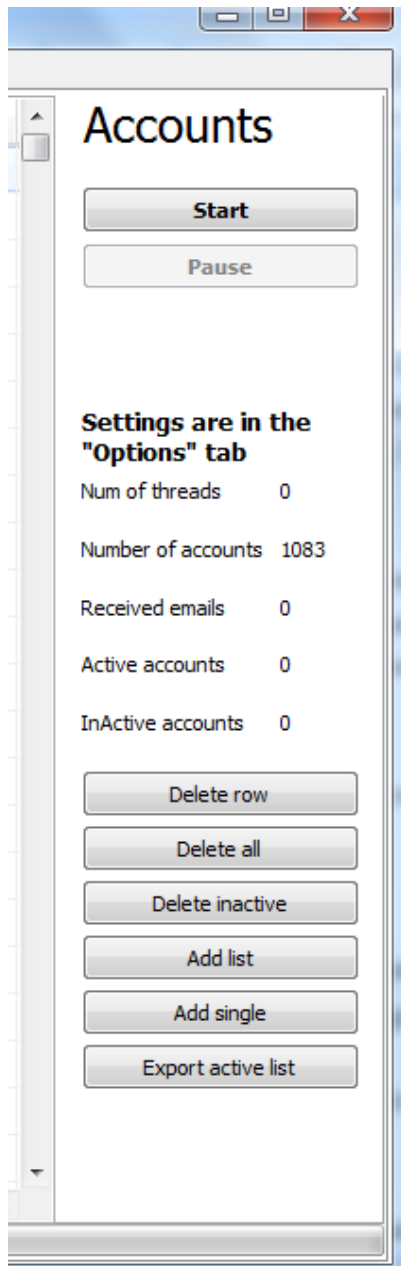 Accounts
Start
Pause
Settings are in the
"Options" tab
Num of threads 0
Number of accounts 1083
Received emails 0
Active accounts 0
InActive accounts 0
Delete row
Delete all
Delete inactive
Add list
Add single
Export active list